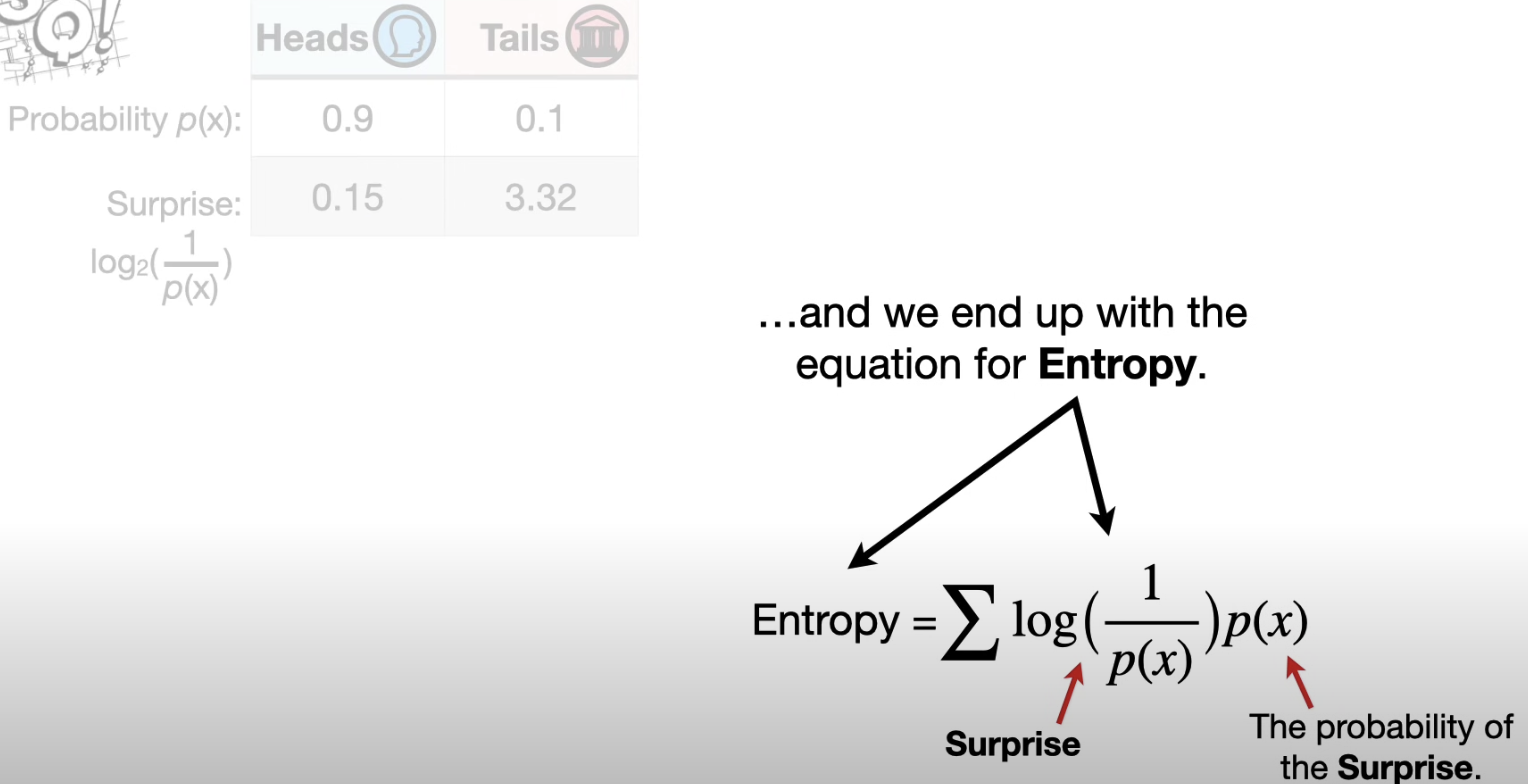 SQ!
Heads Tails
Probability p(x): 0.9 0.1
Surprise: 0.15 3.32
log₂(1/p(x))
…and we end up with the
equation for Entropy.
Entropy = ∑ log(1/p(x))p(x)
Surprise
The probability of
the Surprise.